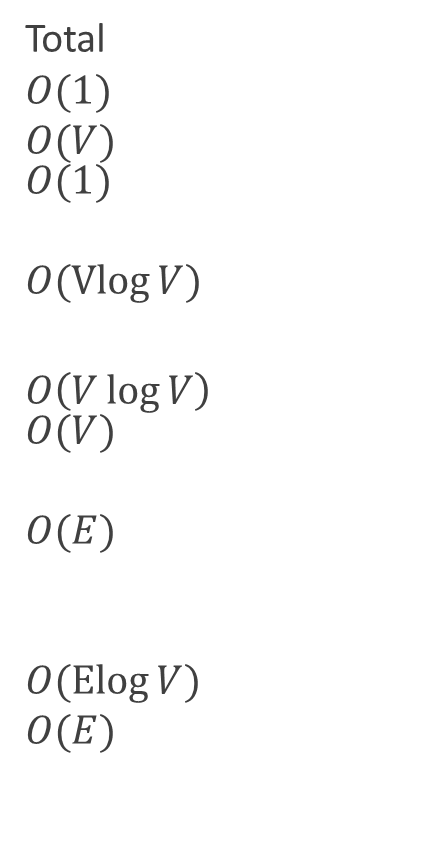 Total
O(1)
O(V)
O(1)
O(Vlog V)
O(V log V)
O(V)
O(E)
O(Elog V)
O(E)